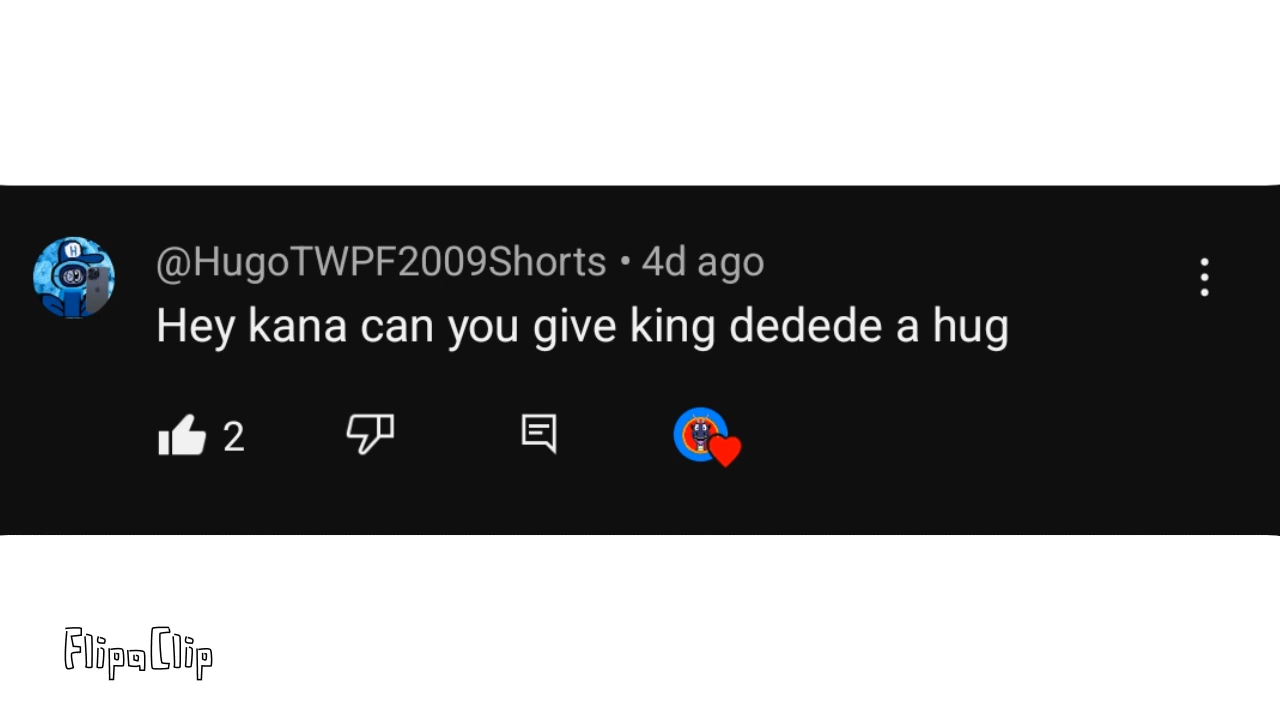 @HugoTWPF2009Shorts • 4d ago
Hey kana can you give king dedede a hug
2
FlipaClip